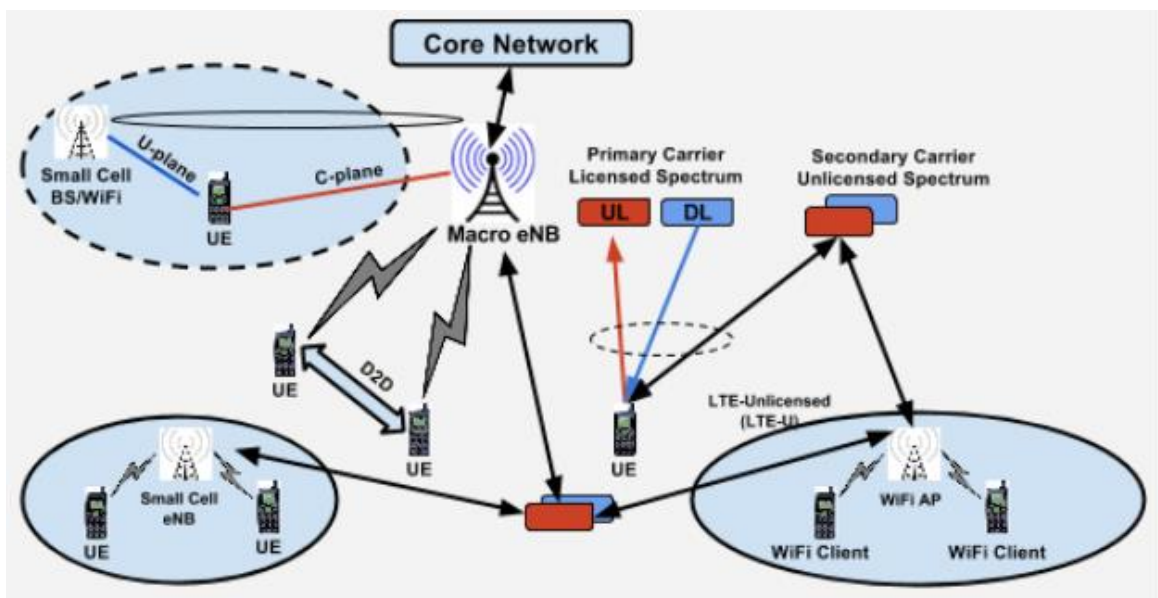 Core Network
U-plane
Small Cell
BS/WiFi
UE
C-plane
Macro eNB
Primary Carrier
Licensed Spectrum
UL
DL
Secondary Carrier
Unlicensed Spectrum
UE
D2D
UE
UE
LTE-Unlicensed
(LTE-U)
Small Cell
eNB
UE
UE
WiFi AP
WiFi Client
WiFi Client